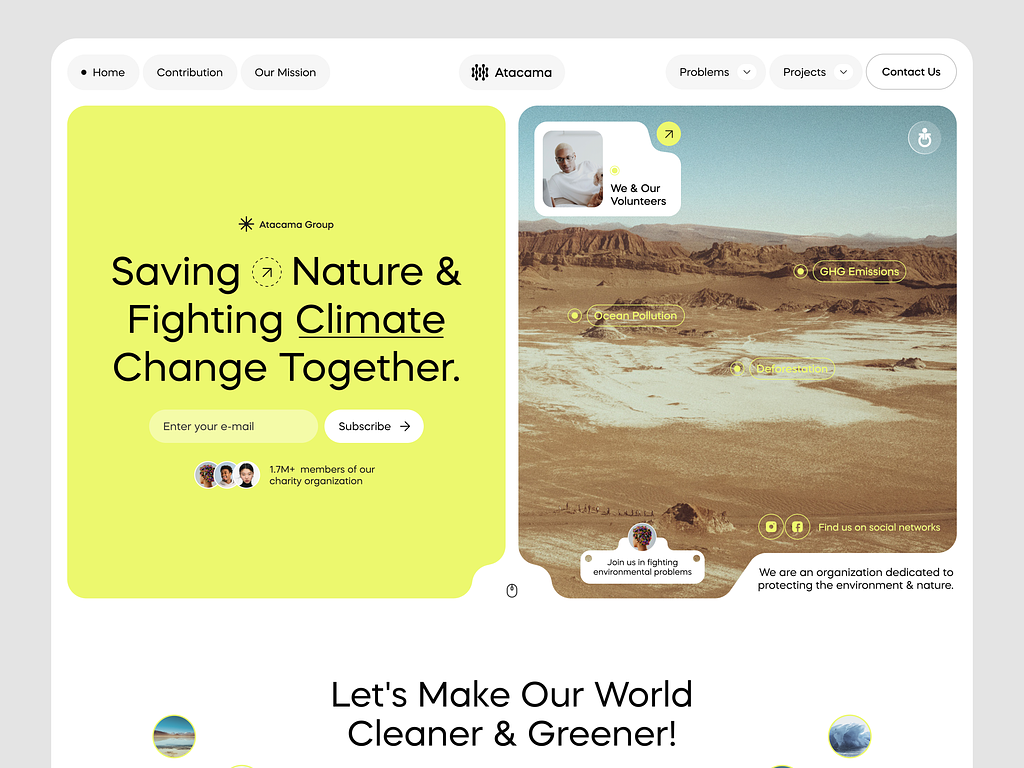 Home
Contribution
Our Mission
Atacama
Problems
Projects
Contact Us
Atacama Group
Saving Nature &
Fighting Climate
Change Together.
Enter your e-mail
Subscribe
1.7M+ members of our
charity organization
We & Our
Volunteers
GHG Emissions
Ocean Pollution
Deforestation
Find us on social networks
Join us in fighting
environmental problems
We are an organization dedicated to
protecting the environment & nature.
Let's Make Our World
Cleaner & Greener!